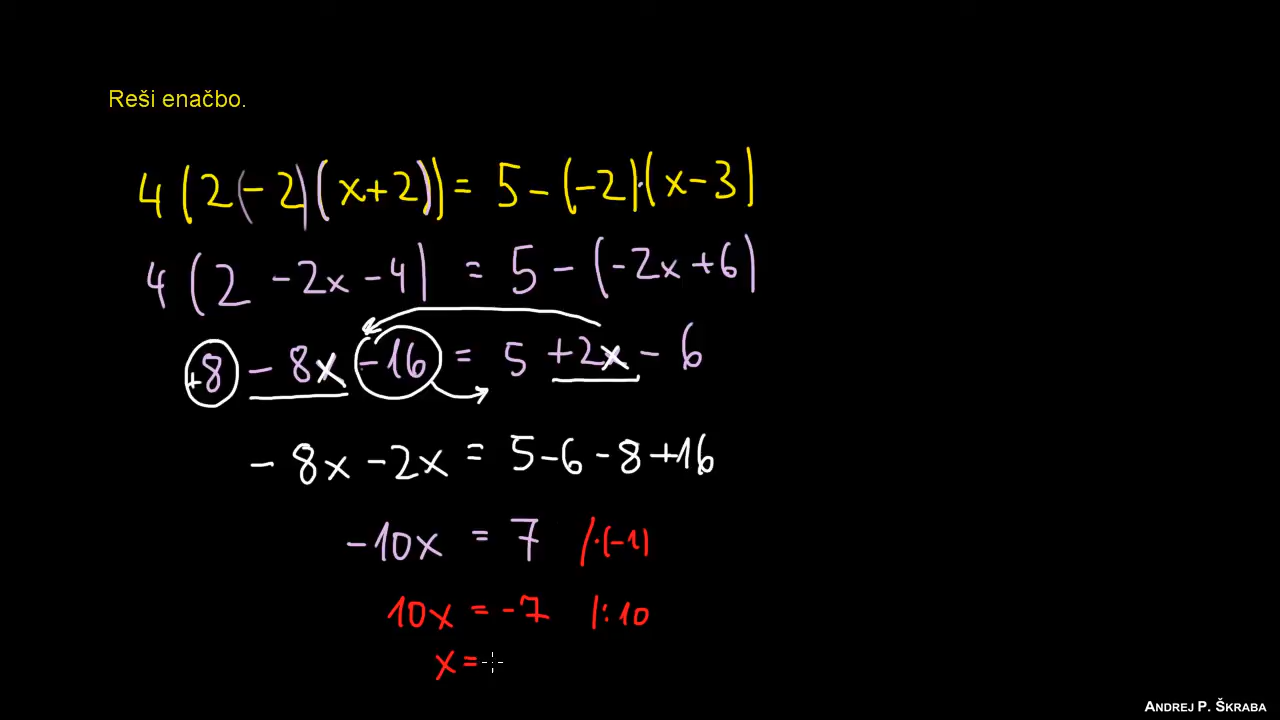 Reši enačbo.
4(2(-2)(x+2)) = 5-(-2)·(x-3)
4(2 -2x -4) = 5-(-2x+6)
+8 - 8x -16 = 5 +2x - 6
- 8x -2x = 5-6-8+16
-10x = 7 /·(-1)
10x = -7 /:10
x = -
ANDREJ P. ŠKRABA